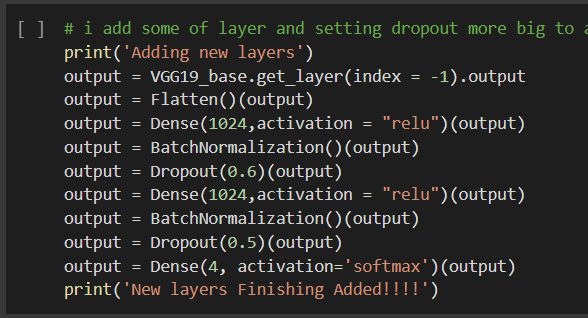 [ ] # i add some of layer and setting dropout more big to
print('Adding new layers')
output = VGG19_base.get_layer(index = -1).output
output = Flatten()(output)
output = Dense(1024,activation = "relu")(output)
output = BatchNormalization()(output)
output = Dropout(0.6)(output)
output = Dense(1024,activation = "relu")(output)
output = BatchNormalization()(output)
output = Dropout(0.5)(output)
output = Dense(4, activation='softmax')(output)
print('New layers Finishing Added!!!!')